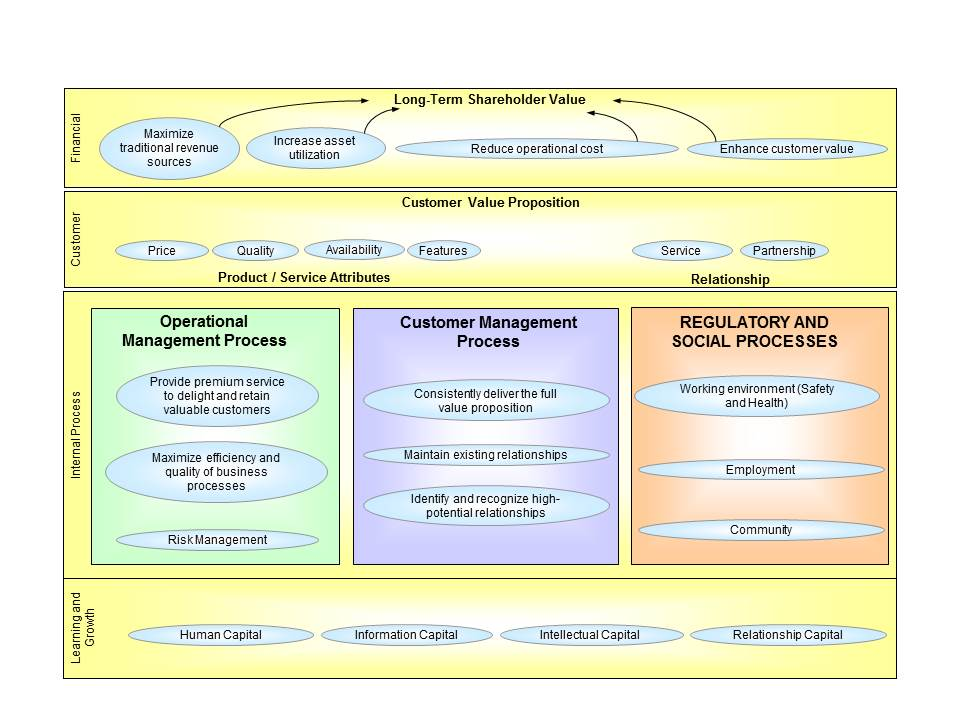 Financial
Long-Term Shareholder Value
Maximize
traditional revenue
sources
Increase asset
utilization
Reduce operational cost
Enhance customer value
Customer
Customer Value Proposition
Price
Quality
Availability
Features
Service
Partnership
Product / Service Attributes
Relationship
Internal Process
Operational
Management Process
Provide premium service
to delight and retain
valuable customers
Maximize efficiency and
quality of business
processes
Risk Management
Customer Management
Process
Consistently deliver the full
value proposition
Maintain existing relationships
Identify and recognize high-
potential relationships
REGULATORY AND
SOCIAL PROCESSES
Working environment (Safety
and Health)
Employment
Community
Learning and
Growth
Human Capital
Information Capital
Intellectual Capital
Relationship Capital